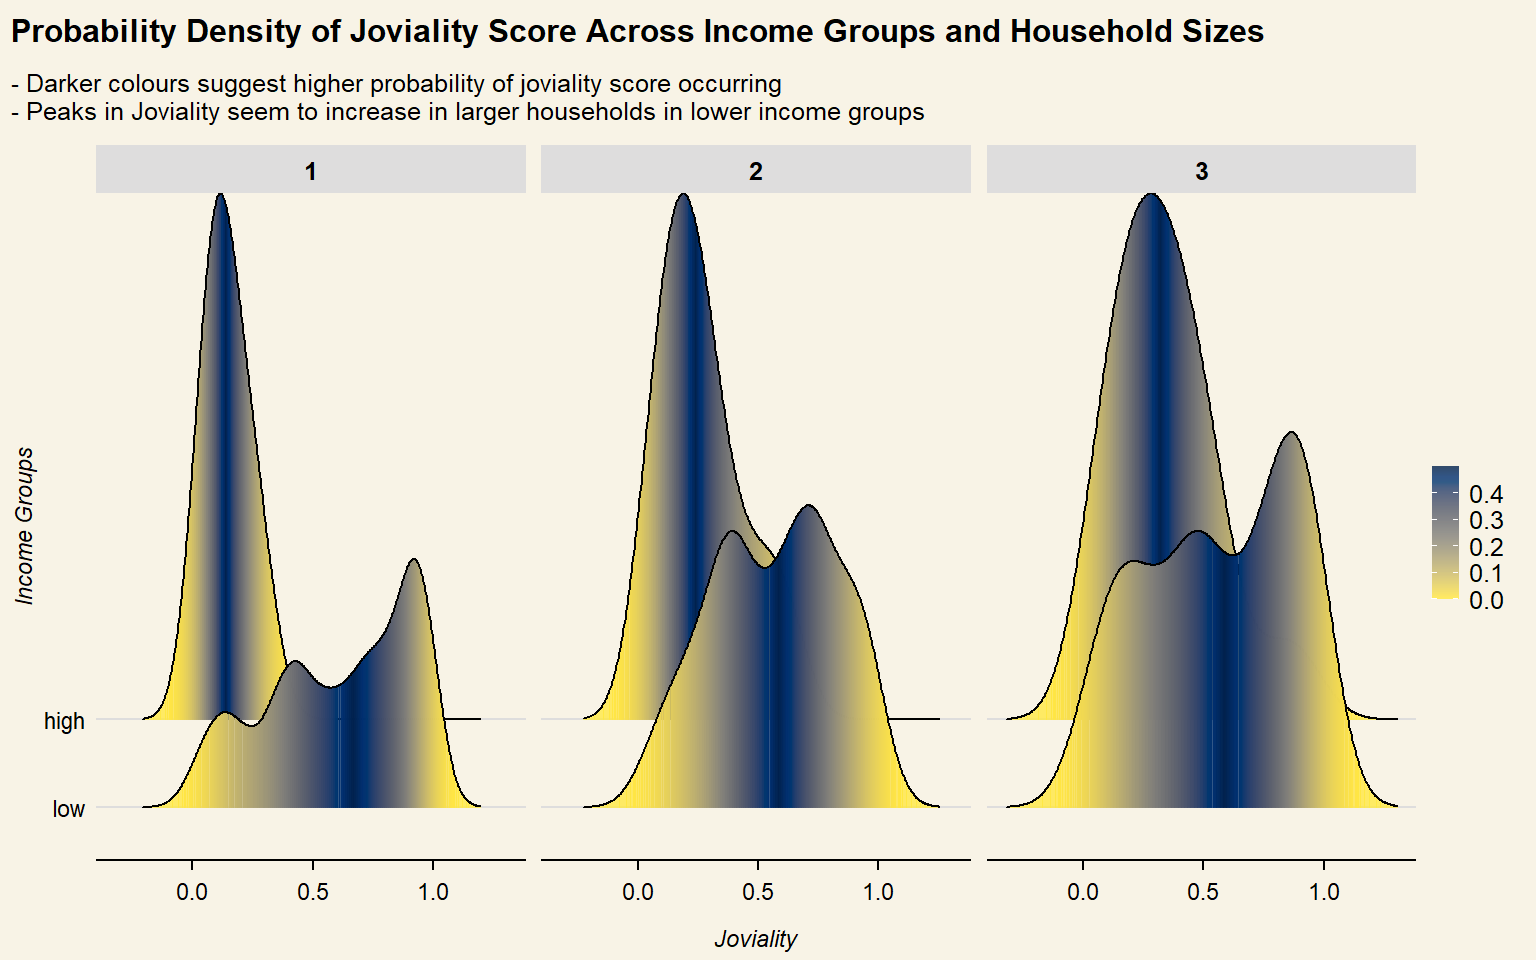 Probability Density of Joviality Score Across Income Groups and Household Sizes
- Darker colours suggest higher probability of joviality score occurring
- Peaks in Joviality seem to increase in larger households in lower income groups
1
2
3
Income Groups
high
low
0.4
0.3
0.2
0.1
0.0
0.0 0.5 1.0
0.0 0.5 1.0
0.0 0.5 1.0
Joviality